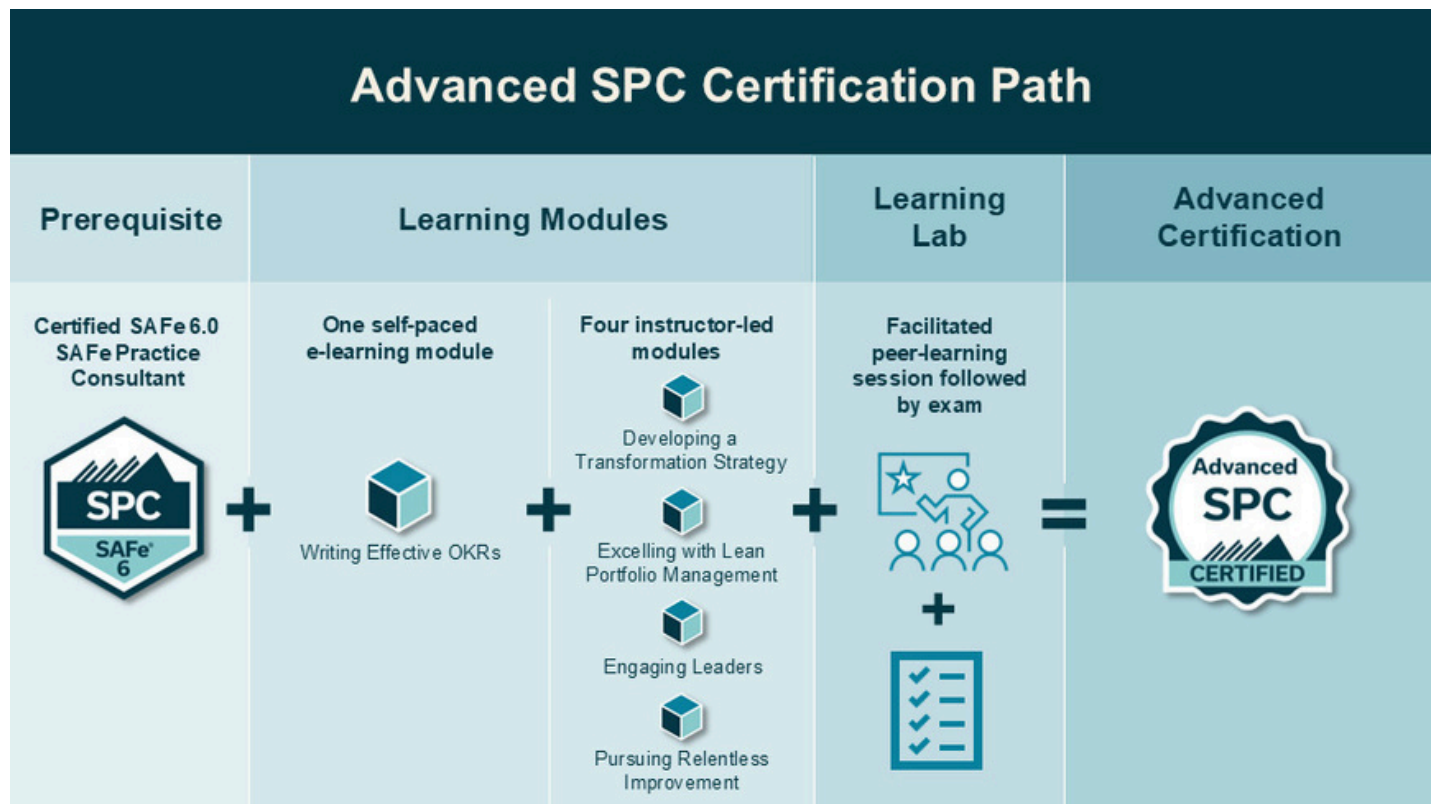 Advanced SPC Certification Path
Prerequisite
Learning Modules
Learning
Lab
Advanced
Certification
Certified SAFe 6.0
SAFe Practice
Consultant
SPC
SAFe®
6
One self-paced
e-learning module
Writing Effective OKRs
Four instructor-led
modules
Developing a
Transformation Strategy
Excelling with Lean
Portfolio Management
Engaging Leaders
Pursuing Relentless
Improvement
Facilitated
peer-learning
session followed
by exam
Advanced
SPC
CERTIFIED